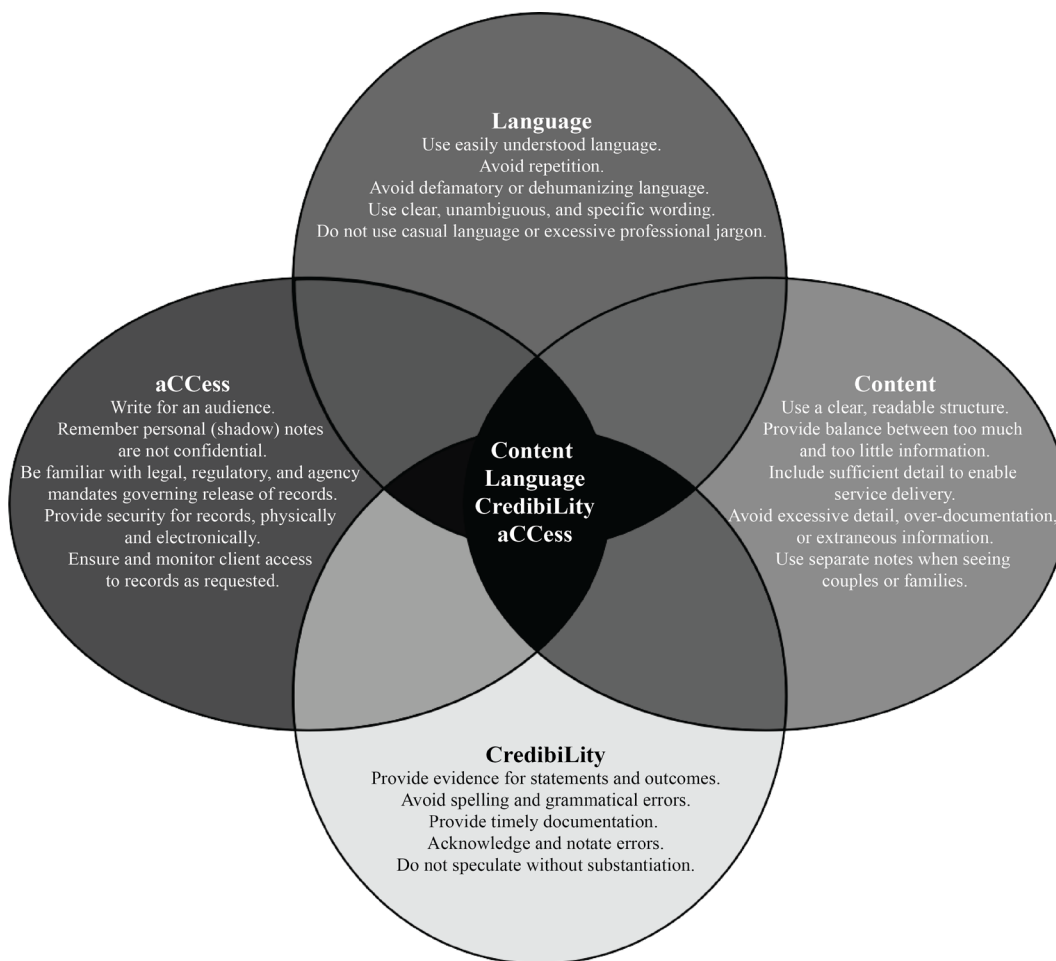 Language
Use easily understood language.
Avoid repetition.
Avoid defamatory or dehumanizing language.
Use clear, unambiguous, and specific wording.
Do not use casual language or excessive professional jargon.
aCCess
Write for an audience.
Remember personal (shadow) notes
are not confidential.
Be familiar with legal, regulatory, and agency
mandates governing release of records.
Provide security for records, physically
and electronically.
Ensure and monitor client access
to records as requested.
Content
Language
CredibiLity
aCCess
Content
Use a clear, readable structure.
Provide balance between too much
and too little information.
Include sufficient detail to enable
service delivery.
Avoid excessive detail, over-documentation,
or extraneous information.
Use separate notes when seeing
couples or families.
CredibiLity
Provide evidence for statements and outcomes.
Avoid spelling and grammatical errors.
Provide timely documentation.
Acknowledge and notate errors.
Do not speculate without substantiation.